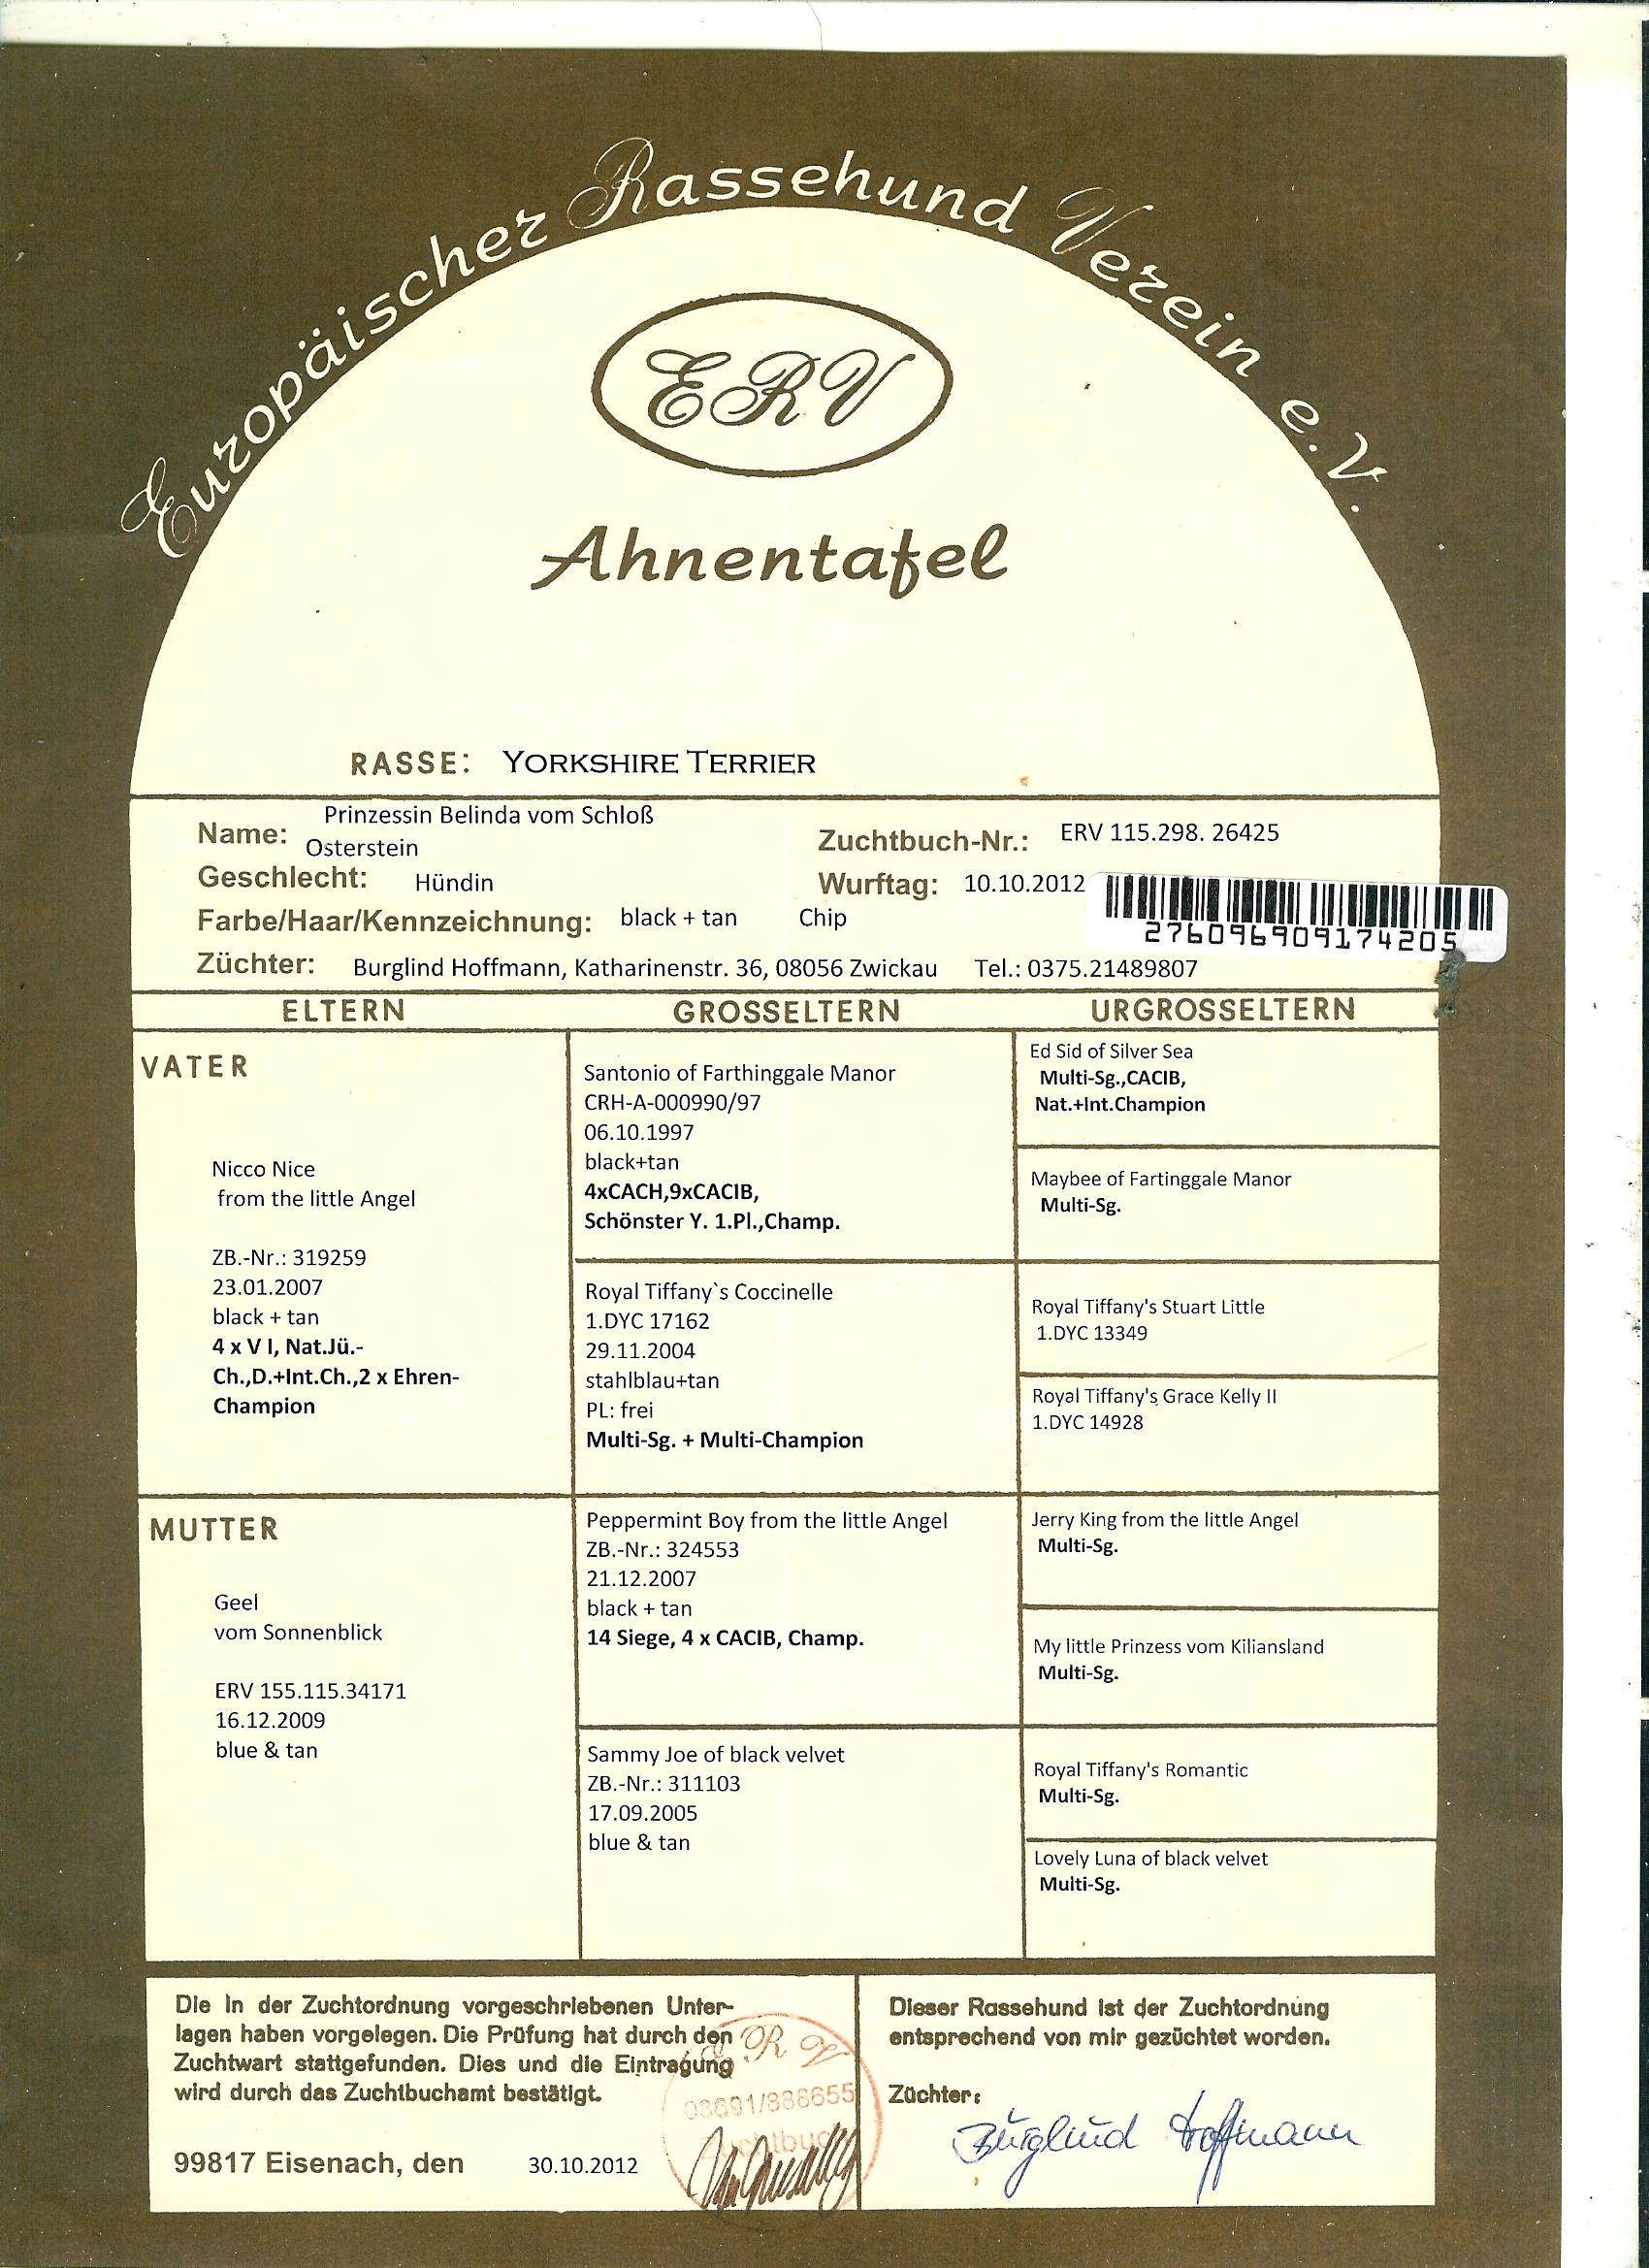 Europäischer Rassehund Verein e.V.
ERV
Ahnentafel
RASSE: YORKSHIRE TERRIER
Name: Prinzessin Belinda vom Schloß
Osterstein
Zuchtbuch-Nr.: ERV 115.298. 26425
Geschlecht: Hündin
Wurftag: 10.10.2012
Farbe/Haar/Kennzeichnung: black + tan Chip
276096909174205
Züchter: Burglind Hoffmann, Katharinenstr. 36, 08056 Zwickau Tel.: 0375.21489807
ELTERN
GROSSELTERN
URGROSSELTERN
VATER
Nicco Nice
from the little Angel
ZB.-Nr.: 319259
23.01.2007
black + tan
4 x V I, Nat.Jü.-
Ch.,D.+Int.Ch.,2 x Ehren-
Champion
Santonio of Farthinggale Manor
CRH-A-000990/97
06.10.1997
black+tan
4xCACH,9xCACIB,
Schönster Y. 1.Pl.,Champ.
Royal Tiffany`s Coccinelle
1.DYC 17162
29.11.2004
stahlblau+tan
PL: frei
Multi-Sg. + Multi-Champion
Ed Sid of Silver Sea
Multi-Sg.,CACIB,
Nat.+Int.Champion
Maybee of Fartinggale Manor
Multi-Sg.
Royal Tiffany's Stuart Little
1.DYC 13349
Royal Tiffany's Grace Kelly II
1.DYC 14928
MUTTER
Geel
vom Sonnenblick
ERV 155.115.34171
16.12.2009
blue & tan
Peppermint Boy from the little Angel
ZB.-Nr.: 324553
21.12.2007
black + tan
14 Siege, 4 x CACIB, Champ.
Sammy Joe of black velvet
ZB.-Nr.: 311103
17.09.2005
blue & tan
Jerry King from the little Angel
Multi-Sg.
My little Prinzess vom Kiliansland
Multi-Sg.
Royal Tiffany's Romantic
Multi-Sg.
Lovely Luna of black velvet
Multi-Sg.
Die in der Zuchtordnung vorgeschriebenen Unter-
lagen haben vorgelegen. Die Prüfung hat durch den
Zuchtwart stattgefunden. Dies und die Eintragung
wird durch das Zuchtbuchamt bestätigt.
99817 Eisenach, den 30.10.2012
E R V
03691/888655
Zuchtbuch
Dieser Rassehund ist der Zuchtordnung
entsprechend von mir gezüchtet worden.
Züchter:
Burglind Hoffmann